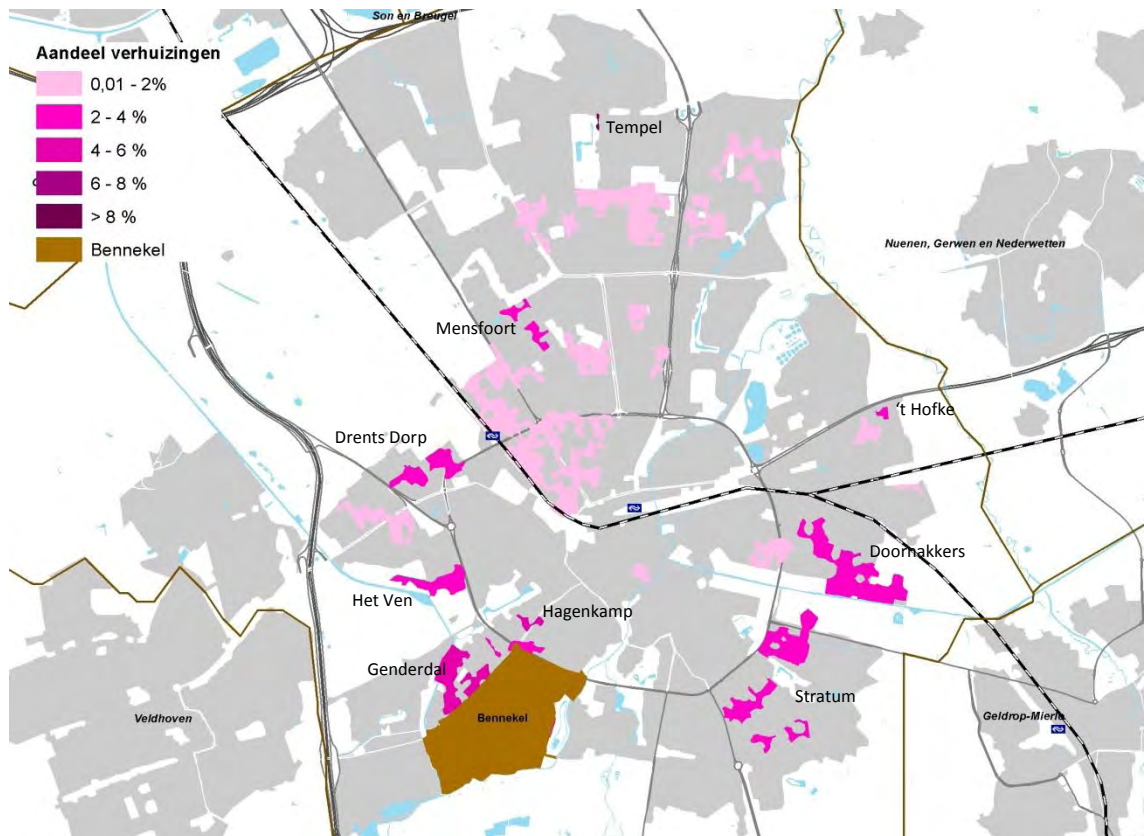 Son en Breugel
Aandeel verhuizingen
0,01 - 2%
2 - 4 %
4 - 6 %
6 - 8 %
> 8 %
Bennekel
Tempel
Nuenen, Gerwen en Nederwetten
Mensfoort
't Hofke
Drents Dorp
Doornakkers
Het Ven
Hagenkamp
Genderdal
Stratum
Veldhoven
Bennekel
Geldrop-Mierlo